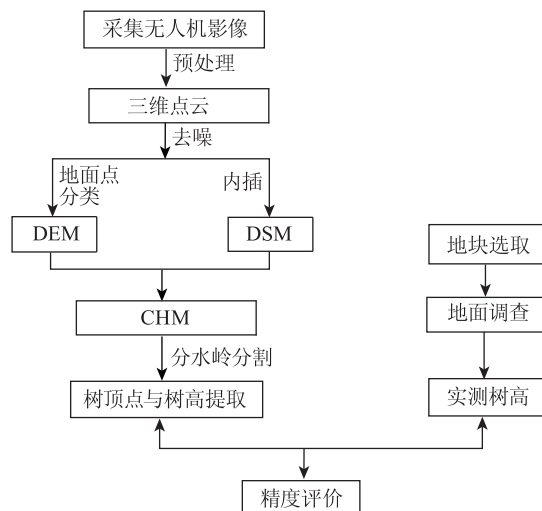 采集无人机影像
预处理
三维点云
去噪
地面点
分类
内插
DEM
DSM
地块选取
CHM
地面调查
分水岭分割
树顶点与树高提取
实测树高
精度评价